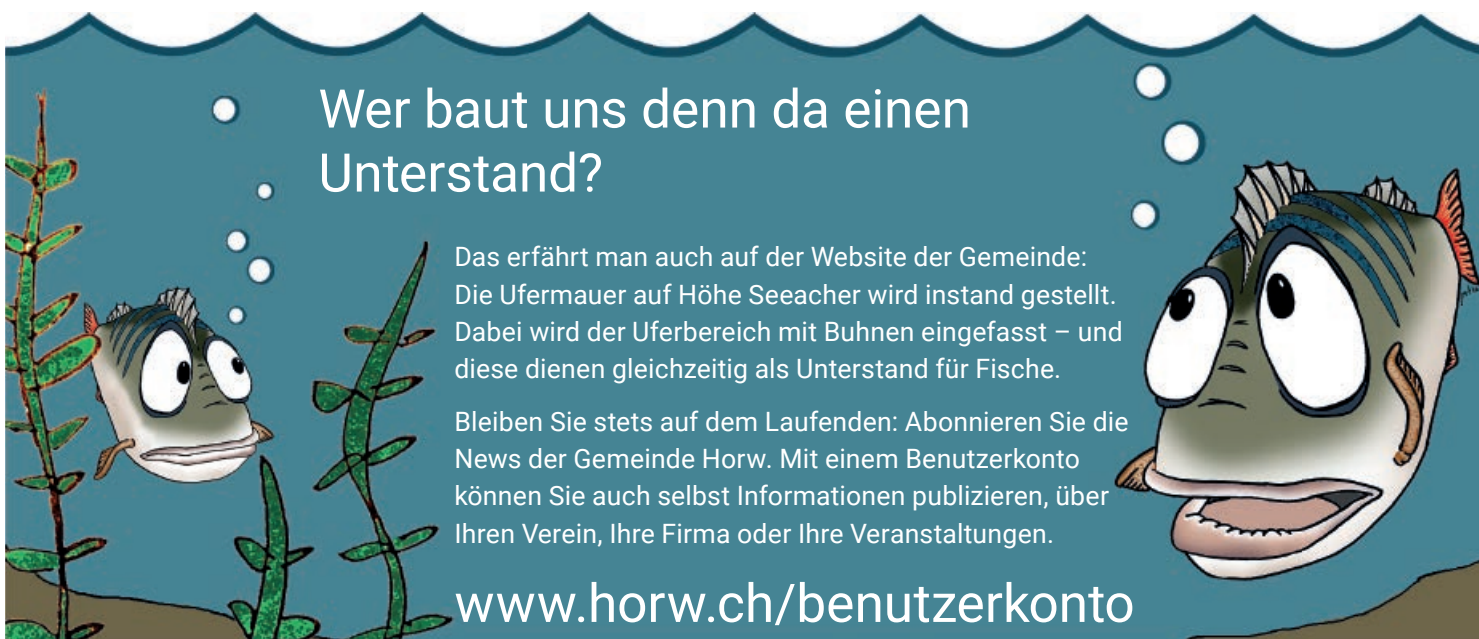 Wer baut uns denn da einen
Unterstand?
Das erfährt man auch auf der Website der Gemeinde:
Die Ufermauer auf Höhe Seeacher wird instand gestellt.
Dabei wird der Uferbereich mit Buhnen eingefasst – und
diese dienen gleichzeitig als Unterstand für Fische.
Bleiben Sie stets auf dem Laufenden: Abonnieren Sie die
News der Gemeinde Horw. Mit einem Benutzerkonto
können Sie auch selbst Informationen publizieren, über
Ihren Verein, Ihre Firma oder Ihre Veranstaltungen.
www.horw.ch/benutzerkonto